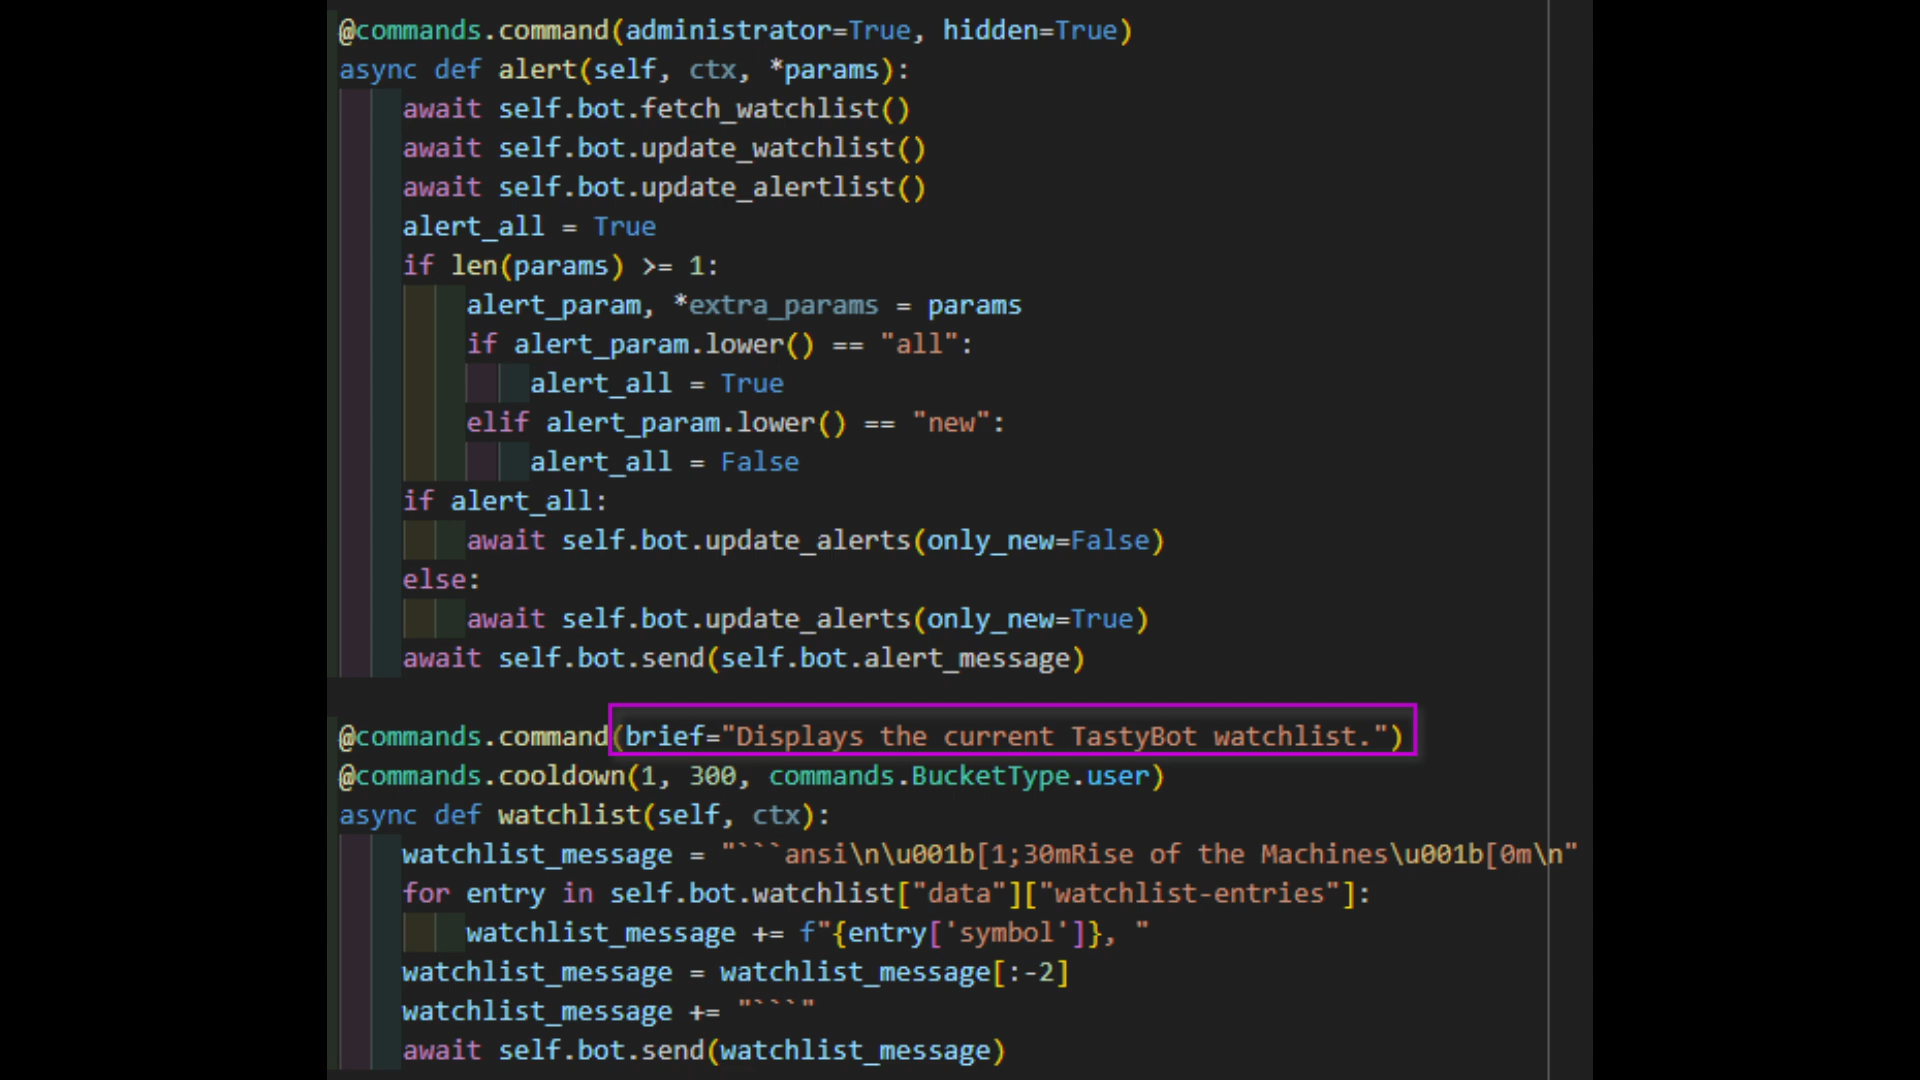 @commands.command(administrator=True, hidden=True)
async def alert(self, ctx, *params):
    await self.bot.fetch_watchlist()
    await self.bot.update_watchlist()
    await self.bot.update_alertlist()
    alert_all = True
    if len(params) >= 1:
        alert_param, *extra_params = params
        if alert_param.lower() == "all":
            alert_all = True
        elif alert_param.lower() == "new":
            alert_all = False
    if alert_all:
        await self.bot.update_alerts(only_new=False)
    else:
        await self.bot.update_alerts(only_new=True)
    await self.bot.send(self.bot.alert_message)
@commands.command(brief="Displays the current TastyBot watchlist.")
@commands.cooldown(1, 300, commands.BucketType.user)
async def watchlist(self, ctx):
    watchlist_message = "```ansi\n\u001b[1;30mRise of the Machines\u001b[0m\n"
    for entry in self.bot.watchlist["data"]["watchlist-entries"]:
        watchlist_message += f"{entry['symbol']}, "
    watchlist_message = watchlist_message[:-2]
    watchlist_message += "```"
    await self.bot.send(watchlist_message)